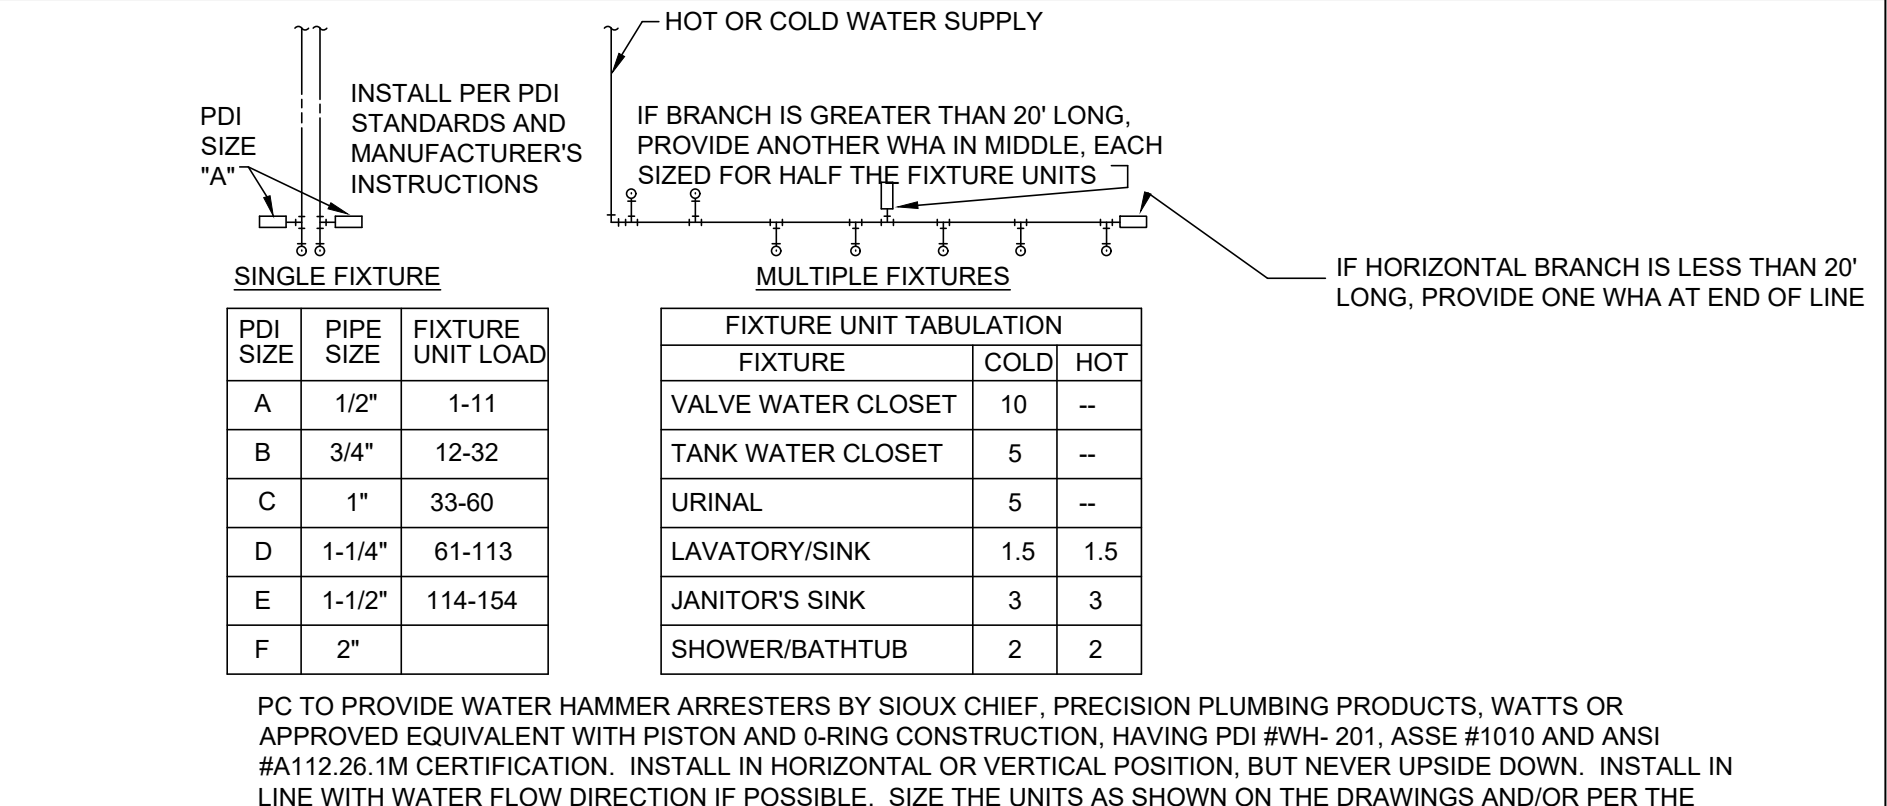 HOT OR COLD WATER SUPPLY
PDI
SIZE
"A"
INSTALL PER PDI
STANDARDS AND
MANUFACTURER'S
INSTRUCTIONS
IF BRANCH IS GREATER THAN 20' LONG,
PROVIDE ANOTHER WHA IN MIDDLE, EACH
SIZED FOR HALF THE FIXTURE UNITS
IF HORIZONTAL BRANCH IS LESS THAN 20'
LONG, PROVIDE ONE WHA AT END OF LINE
SINGLE FIXTURE
MULTIPLE FIXTURES
PDI SIZE PIPE SIZE FIXTURE UNIT LOAD
A 1/2" 1-11
B 3/4" 12-32
C 1" 33-60
D 1-1/4" 61-113
E 1-1/2" 114-154
F 2"
FIXTURE UNIT TABULATION
FIXTURE COLD HOT
VALVE WATER CLOSET 10 --
TANK WATER CLOSET 5 --
URINAL 5 --
LAVATORY/SINK 1.5 1.5
JANITOR'S SINK 3 3
SHOWER/BATHTUB 2 2
PC TO PROVIDE WATER HAMMER ARRESTERS BY SIOUX CHIEF, PRECISION PLUMBING PRODUCTS, WATTS OR
APPROVED EQUIVALENT WITH PISTON AND 0-RING CONSTRUCTION, HAVING PDI #WH- 201, ASSE #1010 AND ANSI
#A112.26.1M CERTIFICATION. INSTALL IN HORIZONTAL OR VERTICAL POSITION, BUT NEVER UPSIDE DOWN. INSTALL IN
LINE WITH WATER FLOW DIRECTION IF POSSIBLE. SIZE THE UNITS AS SHOWN ON THE DRAWINGS AND/OR PER THE